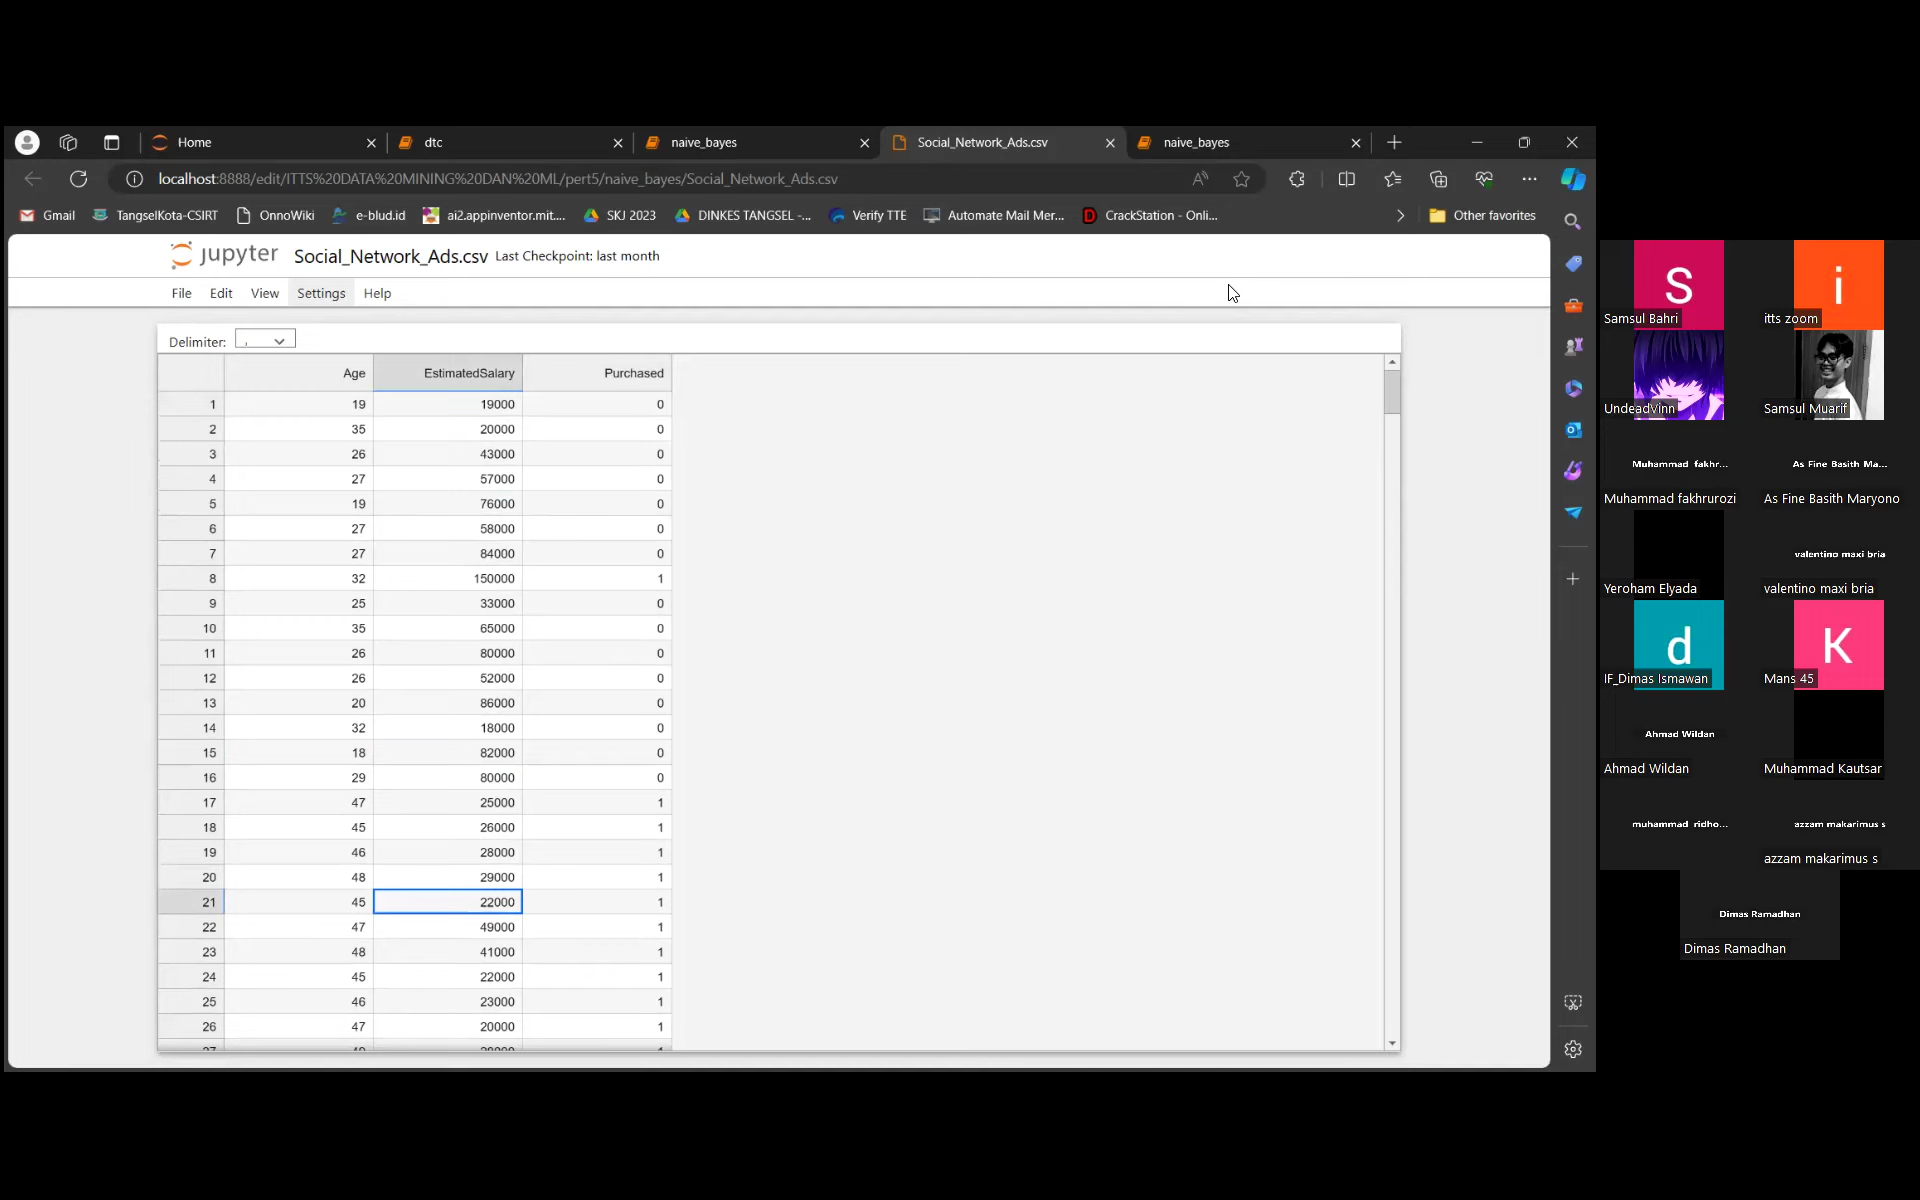 Home
dtc
naive_bayes
Social_Network_Ads.csv
naive_bayes
localhost:8888/edit/ITTS%20DATA%20MINING%20DAN%20ML/pert5/naive_bayes/Social_Network_Ads.csv
Gmail
TangselKota-CSIRT
OnnoWiki
e-blud.id
ai2.appinventor.mit....
SKJ 2023
DINKES TANGSEL -...
Verify TTE
Automate Mail Mer...
CrackStation - Onli...
Other favorites
jupyter Social_Network_Ads.csv Last Checkpoint: last month
File Edit View Settings Help
Delimiter: ,
Age EstimatedSalary Purchased
1 19 19000 0
2 35 20000 0
3 26 43000 0
4 27 57000 0
5 19 76000 0
6 27 58000 0
7 27 84000 0
8 32 150000 1
9 25 33000 0
10 35 65000 0
11 26 80000 0
12 26 52000 0
13 20 86000 0
14 32 18000 0
15 18 82000 0
16 29 80000 0
17 47 25000 1
18 45 26000 1
19 46 28000 1
20 48 29000 1
21 45 22000 1
22 47 49000 1
23 48 41000 1
24 45 22000 1
25 46 23000 1
26 47 20000 1
S
Samsul Bahri
i
itts zoom
UndeadVinn
Samsul Muarif
Muhammad fakhr...
Muhammad fakhrurozi
As Fine Basith Ma...
As Fine Basith Maryono
Yeroham Elyada
valentino maxi bria
valentino maxi bria
d
IF_Dimas Ismawan
K
Mans 45
Ahmad Wildan
Ahmad Wildan
Muhammad Kautsar
muhammad ridho...
azzam makarimus s
azzam makarimus s
Dimas Ramadhan
Dimas Ramadhan